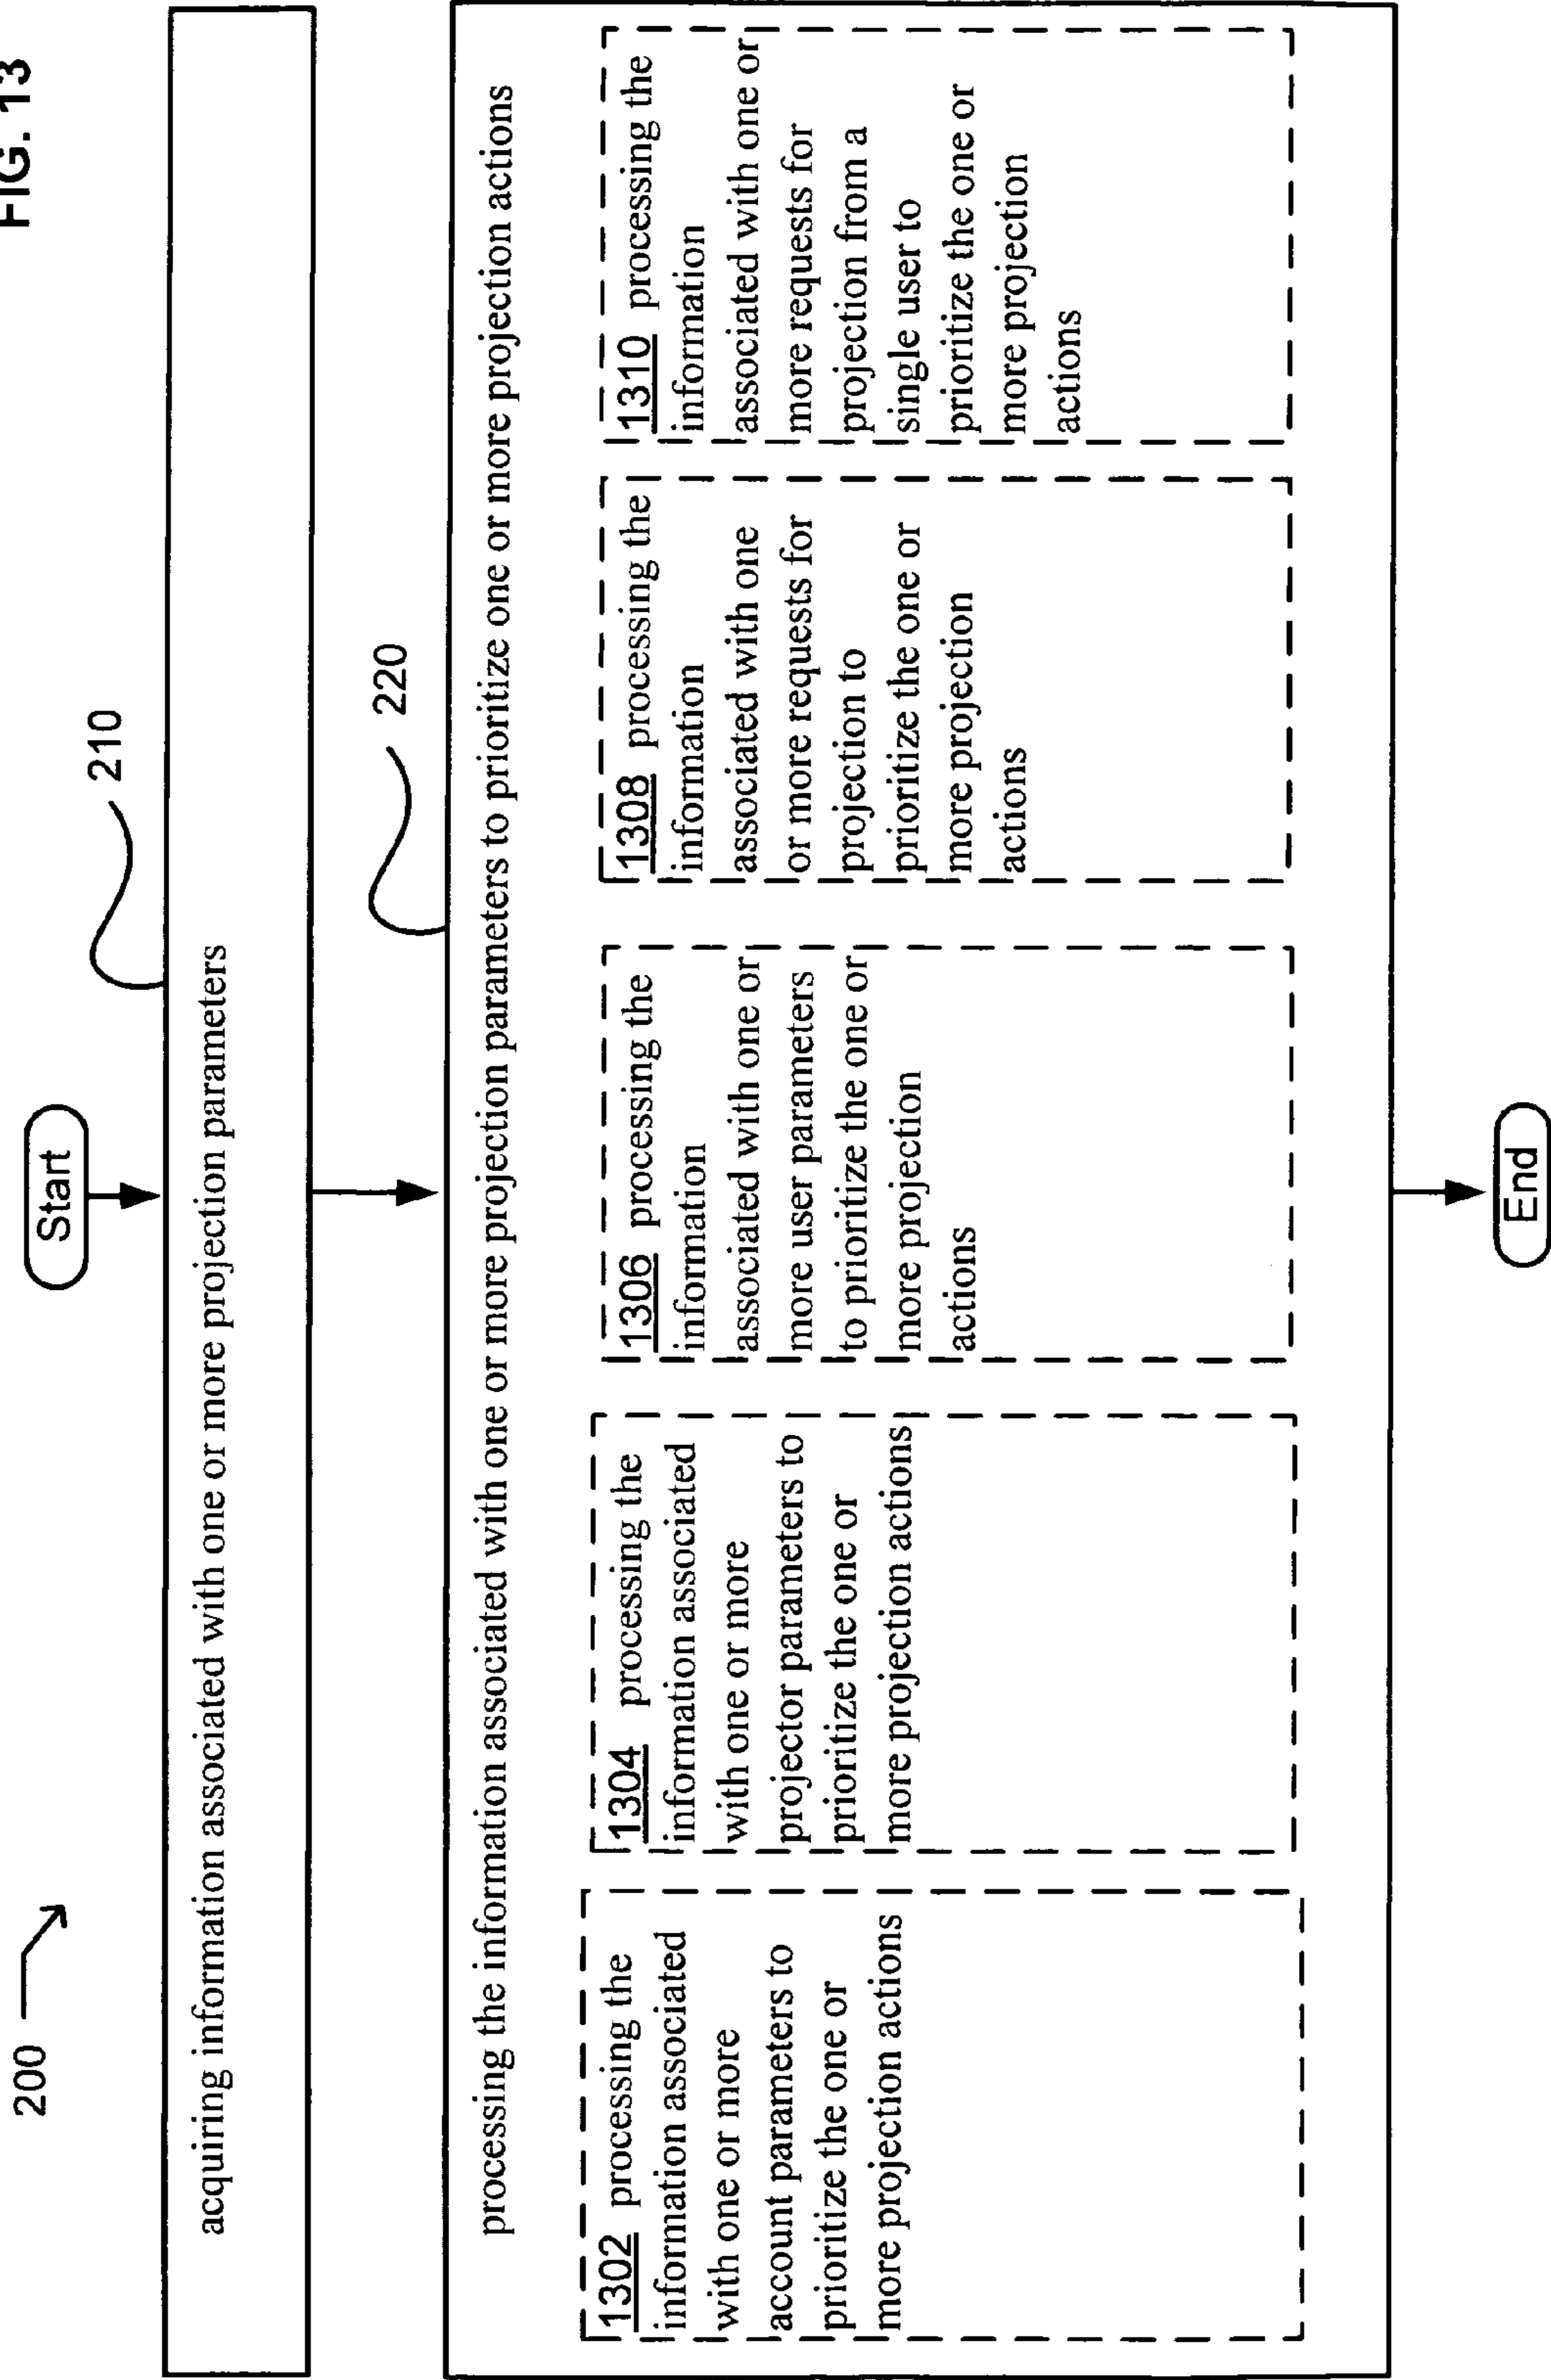 FIG. 13
200
Start
210
acquiring information associated with one or more projection parameters
220
processing the information associated with one or more projection parameters to prioritize one or more projection actions
1302 processing the
information associated
with one or more
account parameters to
prioritize the one or
more projection actions
1304 processing the
information associated
with one or more
projector parameters to
prioritize the one or
more projection actions
1306 processing the
information
associated with one or
more user parameters
to prioritize the one or
more projection
actions
1308 processing the
information
associated with one
or more requests for
projection to
prioritize the one or
more projection
actions
1310 processing the
information
associated with one or
more requests for
projection from a
single user to
prioritize the one or
more projection
actions
End